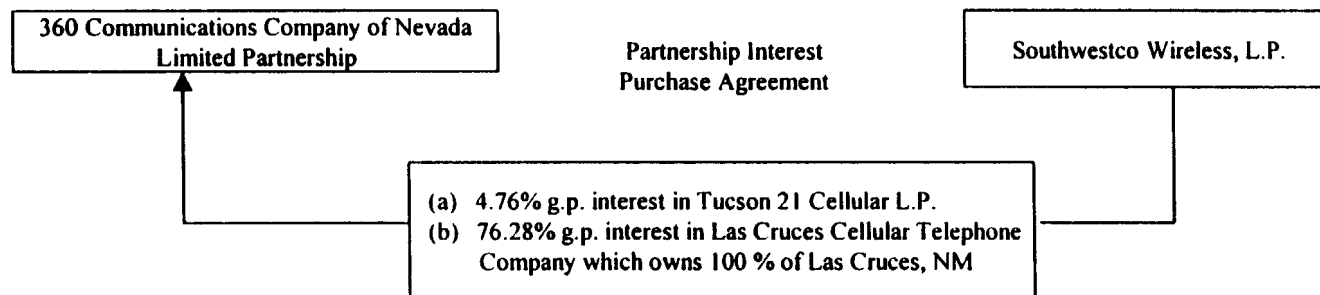 360 Communications Company of Nevada
Limited Partnership
Partnership Interest
Purchase Agreement
Southwestco Wireless, L.P.
(a) 4.76% g.p. interest in Tucson 21 Cellular L.P.
(b) 76.28% g.p. interest in Las Cruces Cellular Telephone
Company which owns 100 % of Las Cruces, NM